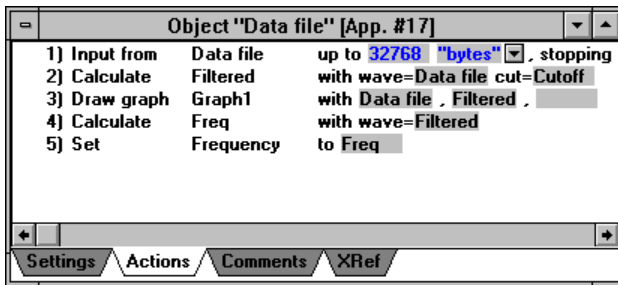 Object "Data file" [App. #17]
1) Input from Data file up to 32768 "bytes" , stopping
2) Calculate Filtered with wave=Data file cut=Cutoff
3) Draw graph Graph1 with Data file , Filtered ,
4) Calculate Freq with wave=Filtered
5) Set Frequency to Freq
Settings Actions Comments XRef